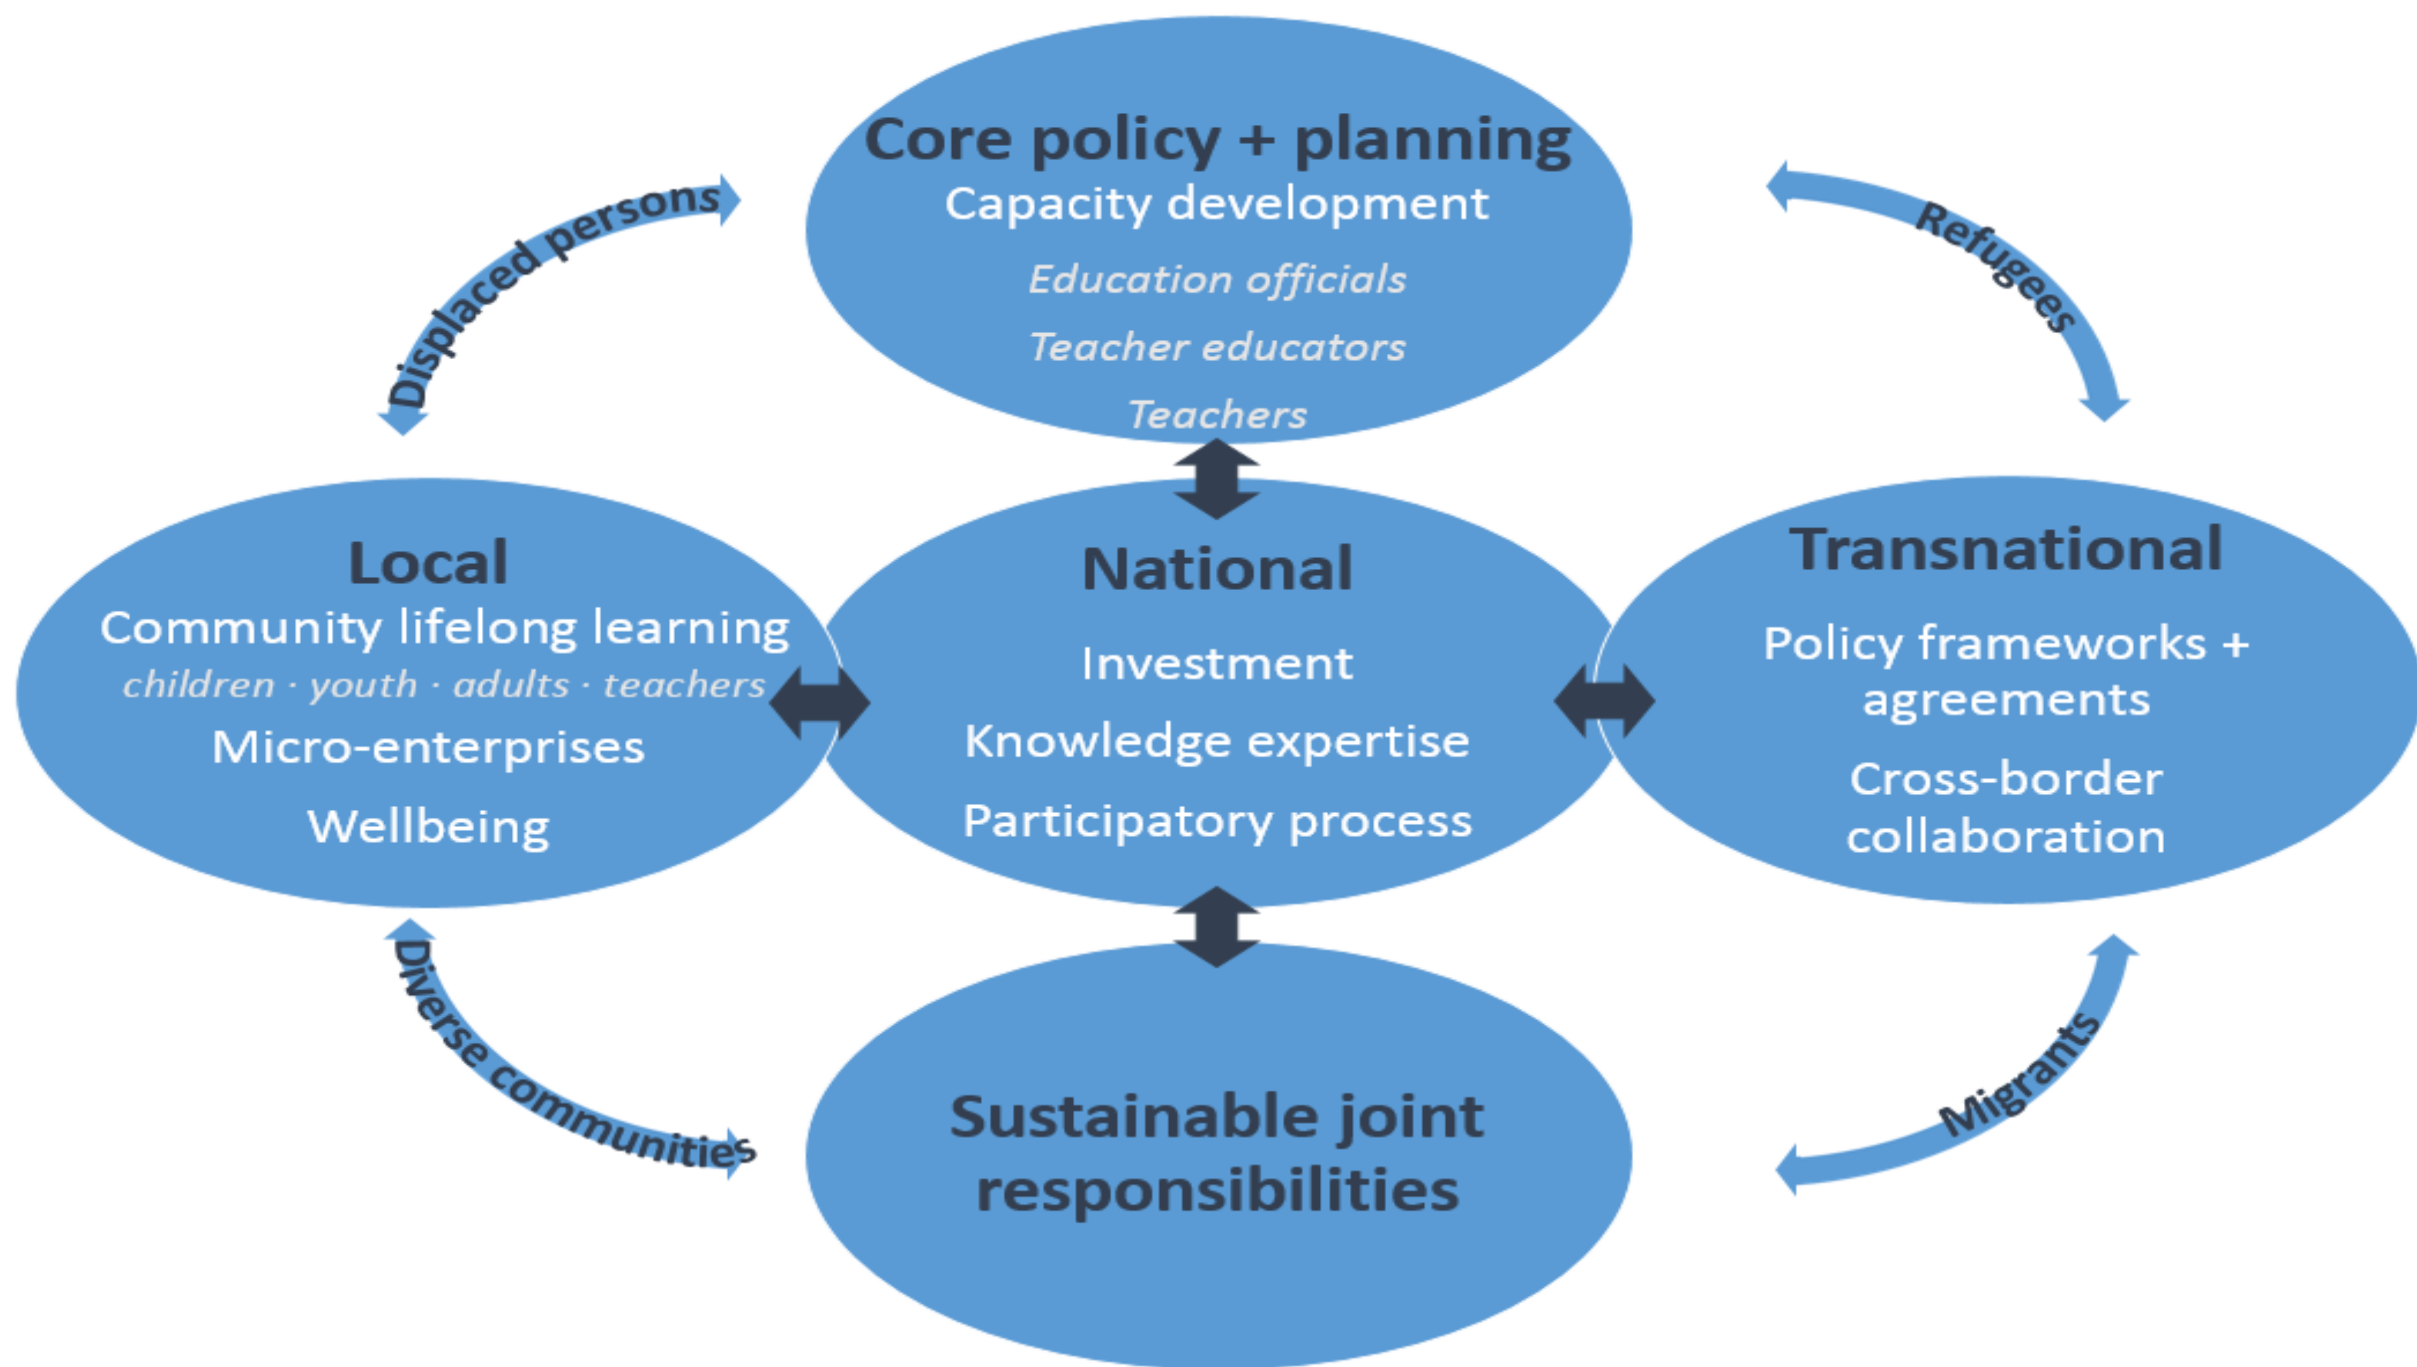 Core policy + planning
Capacity development
Education officials
Teacher educators
Teachers
Displaced persons
Refugees
Local
Community lifelong learning
children · youth · adults · teachers
Micro-enterprises
Wellbeing
National
Investment
Knowledge expertise
Participatory process
Transnational
Policy frameworks +
agreements
Cross-border
collaboration
Diverse communities
Migrants
Sustainable joint
responsibilities